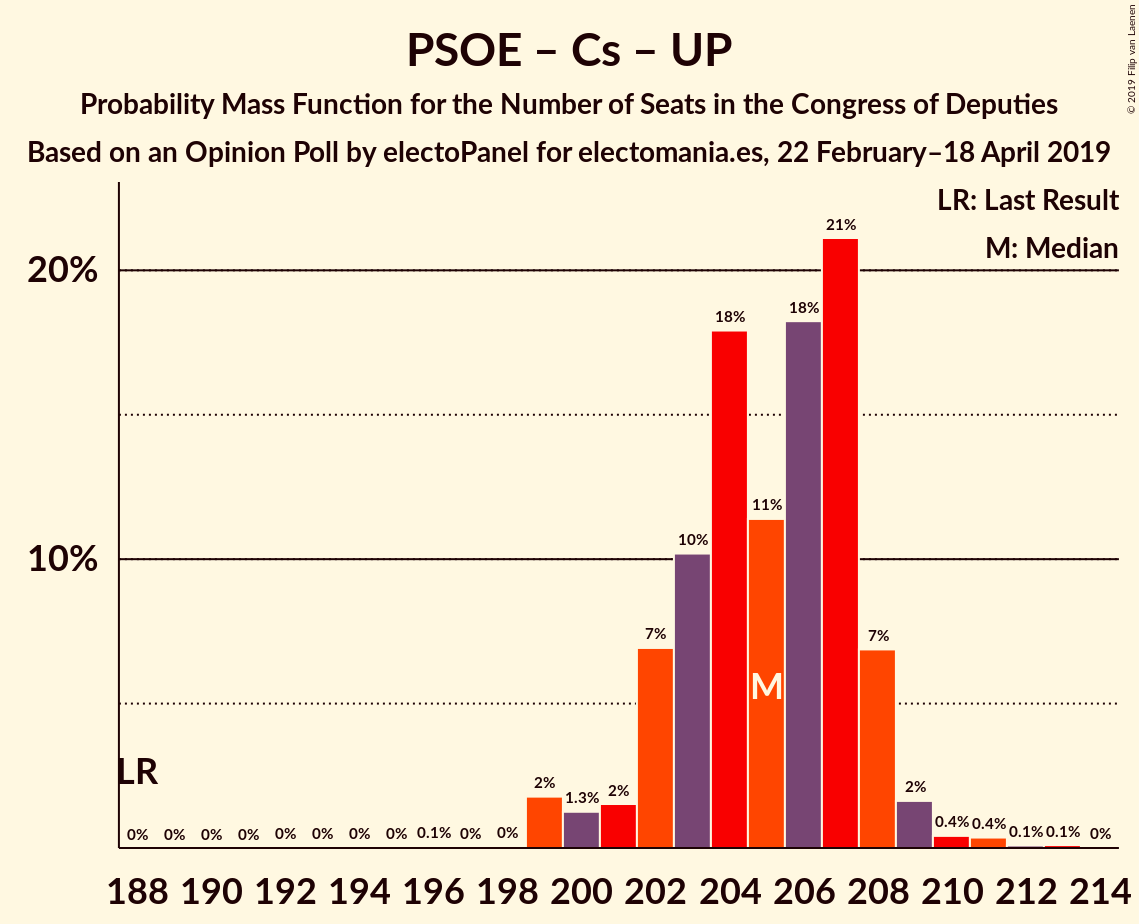 PSOE – Cs – UP
Probability Mass Function for the Number of Seats in the Congress of Deputies
Based on an Opinion Poll by electoPanel for electomania.es, 22 February–18 April 2019
© 2019 Filip van Laenen
LR: Last Result
M: Median
20%
10%
21%
18% 18%
11%
10%
7% 7%
M
LR
2% 1.3% 2% 2%
0% 0% 0% 0% 0% 0% 0% 0% 0.1% 0% 0% 0.4% 0.4% 0.1% 0.1% 0%
188 190 192 194 196 198 200 202 204 206 208 210 212 214